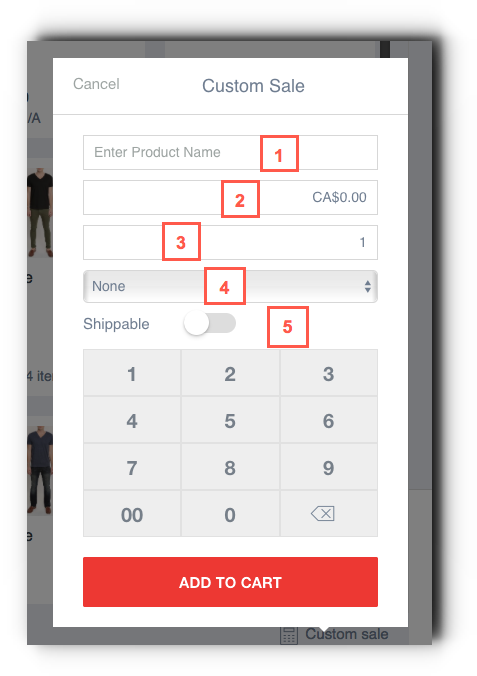 Cancel
Custom Sale
/A
Enter Product Name 1
2 CA$0.00
3 1
None 4
Shippable 5
1 2 3
4 5 6
7 8 9
00 0
e
4 ite
e
ADD TO CART
Custom sale